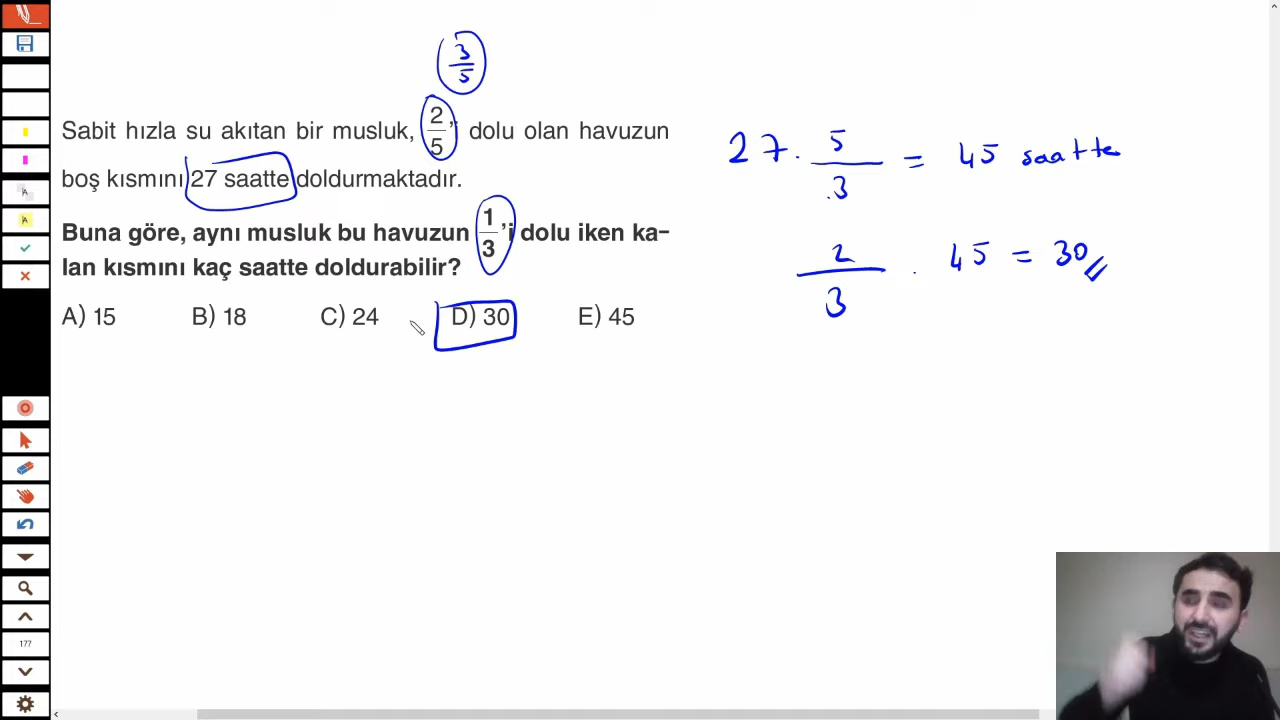 3/5
Sabit hızla su akıtan bir musluk, 2/5'i dolu olan havuzun
boş kısmını 27 saatte doldurmaktadır.
Buna göre, aynı musluk bu havuzun 1/3'i dolu iken ka-
lan kısmını kaç saatte doldurabilir?
A) 15 B) 18 C) 24 D) 30 E) 45
27 . 5/3 = 45 saatte
2/3 . 45 = 30
177